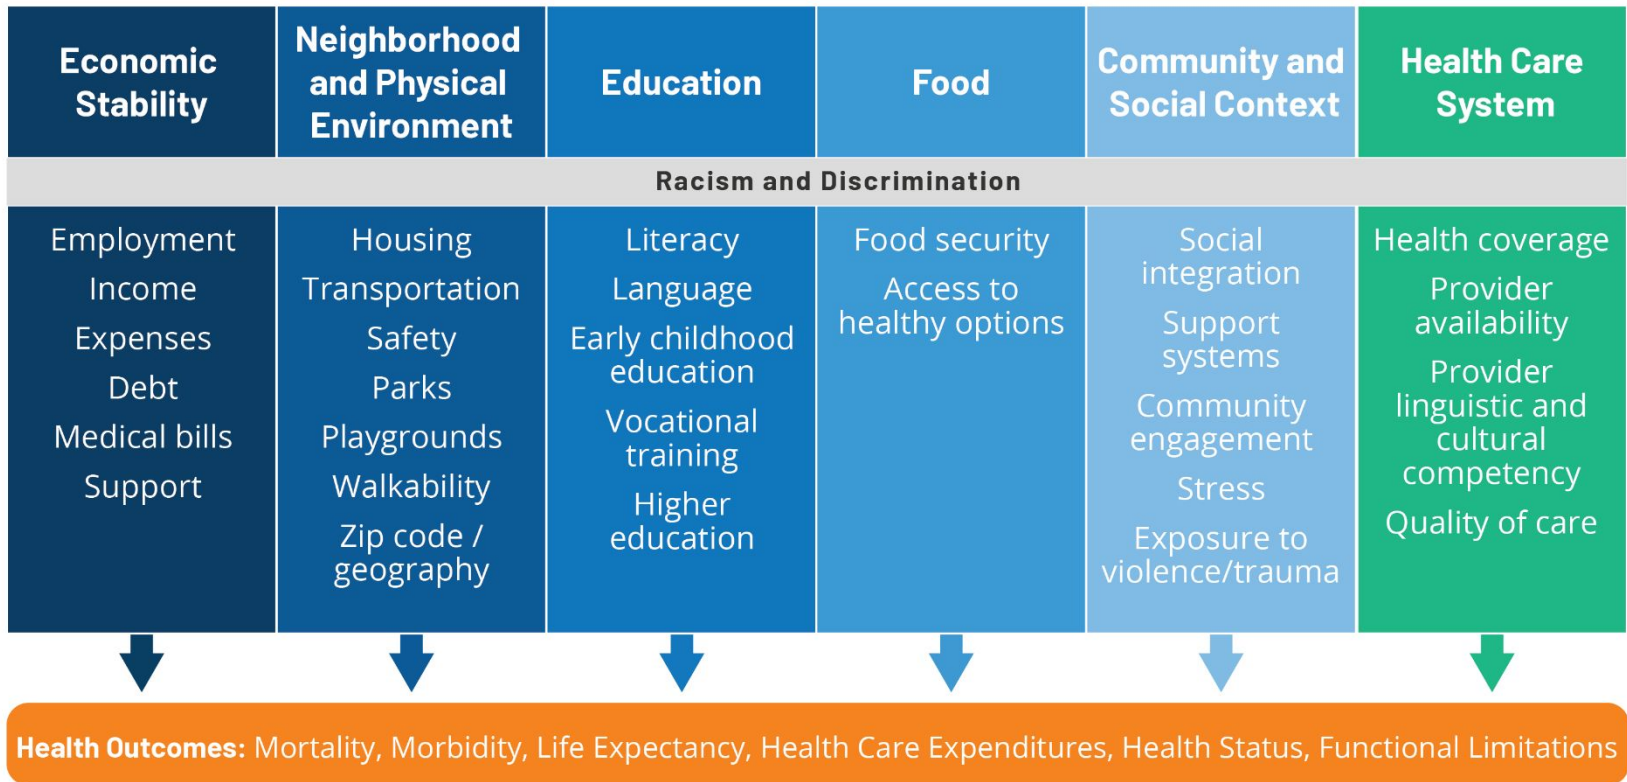 Economic
Stability
Neighborhood
and Physical
Environment
Education
Food
Community and
Social Context
Health Care
System
Racism and Discrimination
Employment
Income
Expenses
Debt
Medical bills
Support
Housing
Transportation
Safety
Parks
Playgrounds
Walkability
Zip code /
geography
Literacy
Language
Early childhood
education
Vocational
training
Higher
education
Food security
Access to
healthy options
Social
integration
Support
systems
Community
engagement
Stress
Exposure to
violence/trauma
Health coverage
Provider
availability
Provider
linguistic and
cultural
competency
Quality of care
Health Outcomes: Mortality, Morbidity, Life Expectancy, Health Care Expenditures, Health Status, Functional Limitations